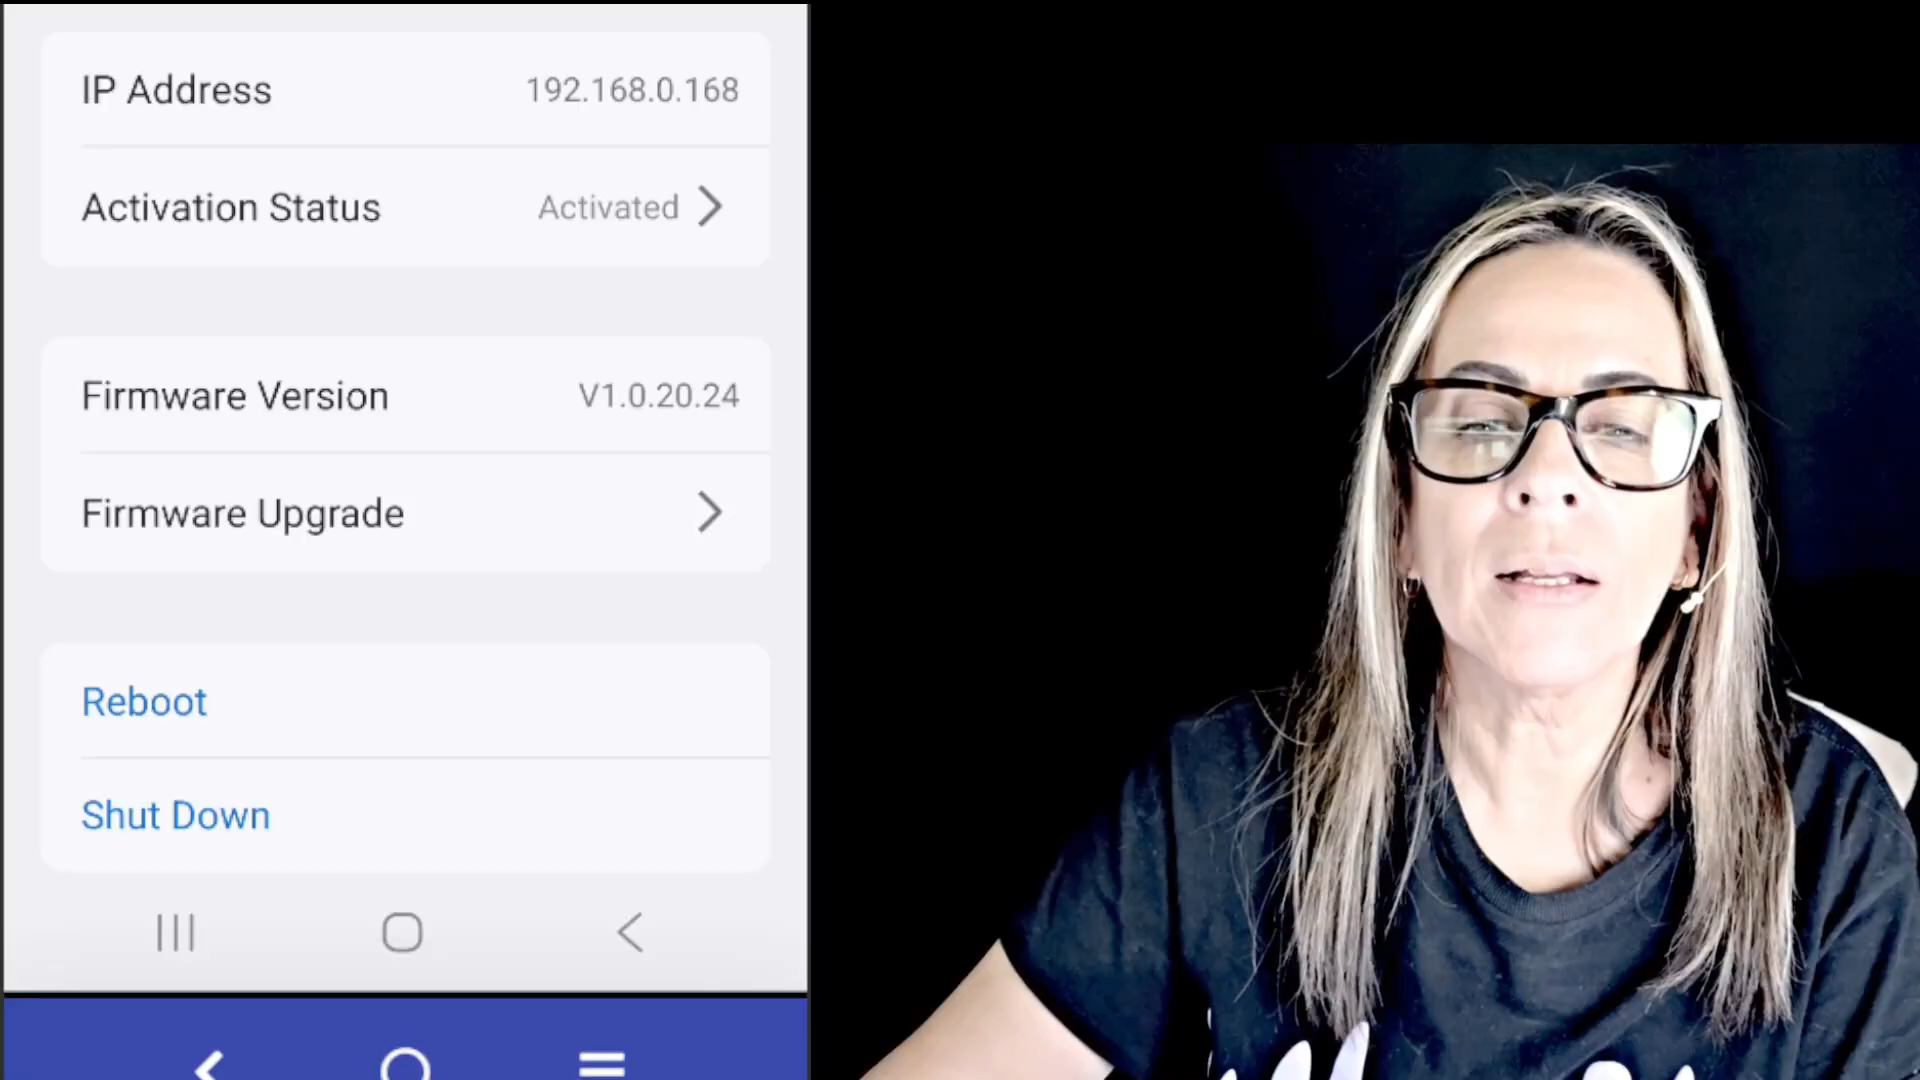 IP Address 192.168.0.168
Activation Status Activated
Firmware Version V1.0.20.24
Firmware Upgrade
Reboot
Shut Down